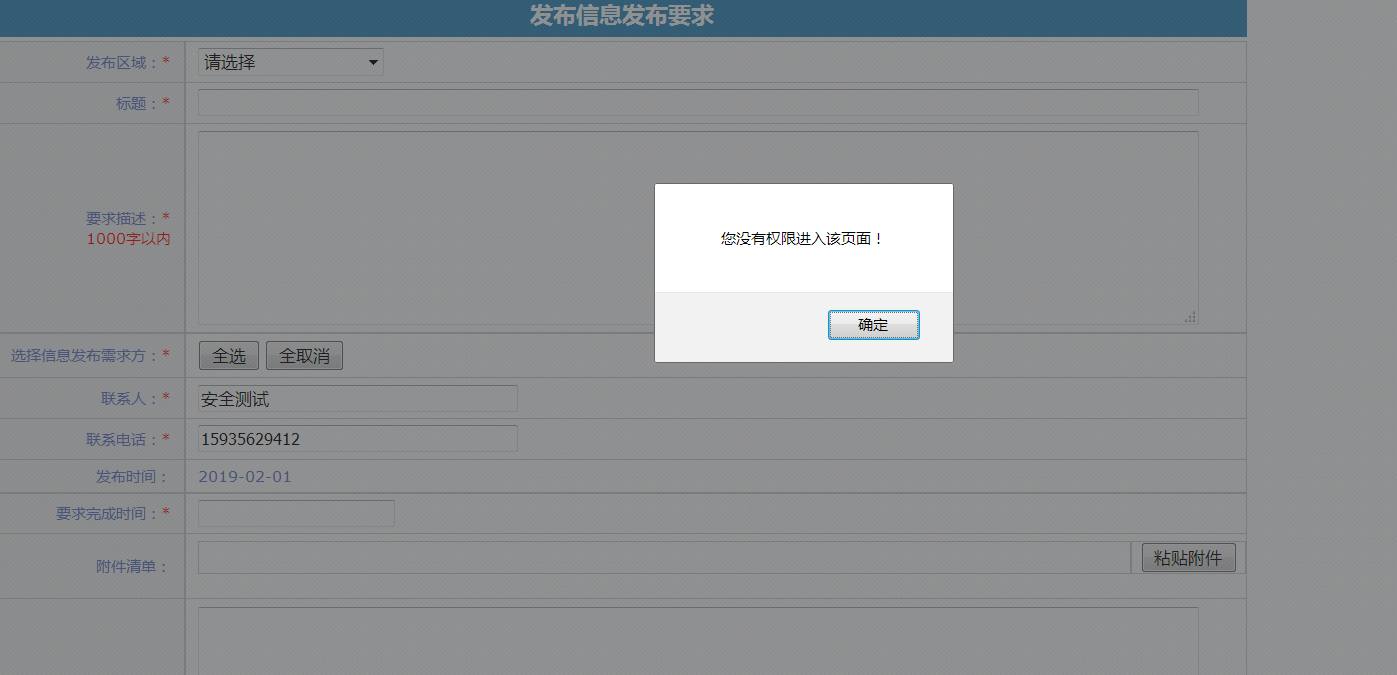 发布信息发布要求
发布区域：*
请选择
标题：*
要求描述：*
1000字以内
您没有权限进入该页面！
确定
选择信息发布需求方：*
全选
全取消
联系人：*
安全测试
联系电话：*
15935629412
发布时间：
2019-02-01
要求完成时间：*
附件清单：
粘贴附件